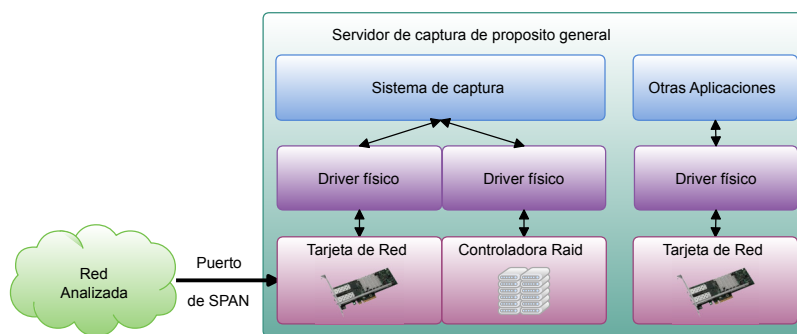 Servidor de captura de proposito general
Sistema de captura
Otras Aplicaciones
Driver físico
Driver físico
Driver físico
Tarjeta de Red
Controladora Raid
Tarjeta de Red
Red
Analizada
Puerto
de SPAN